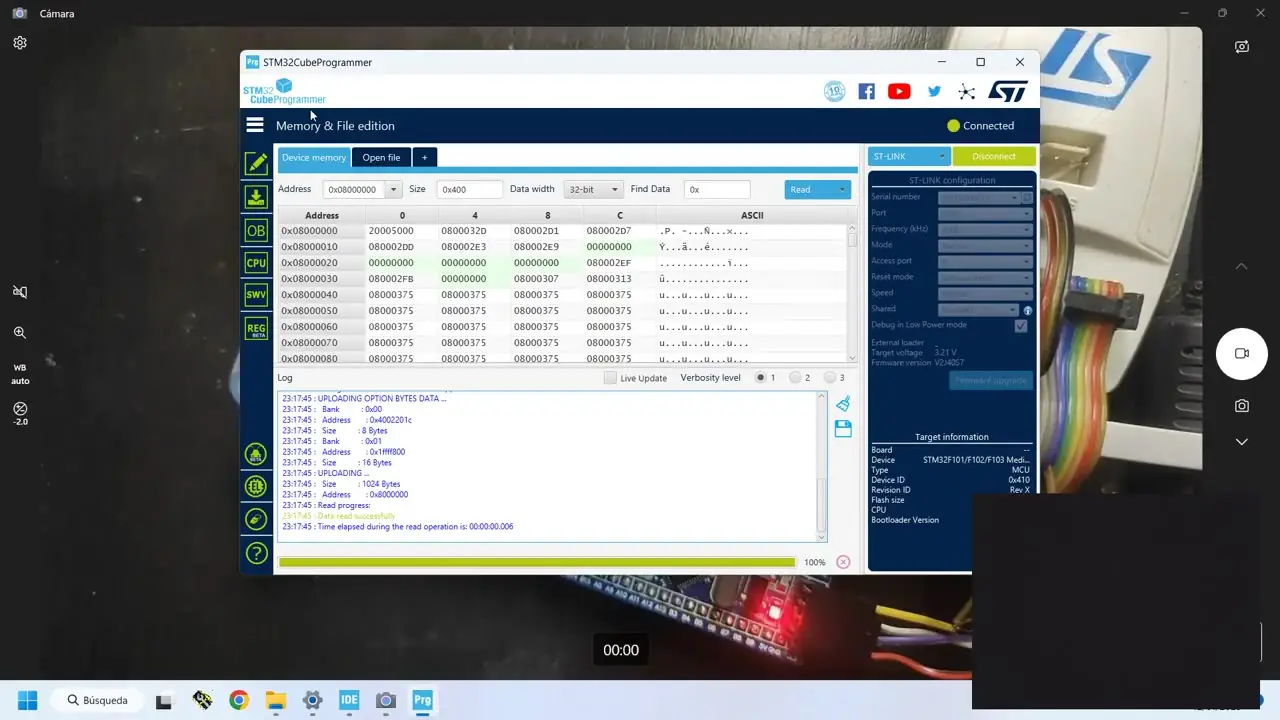 Cámara
STM32CubeProgrammer
STM32
CubeProgrammer
Memory & File edition
Connected
Device memory
Open file
+
ST-LINK
Disconnect
Address
0x08000000
Size
0x400
Data width
32-bit
Find Data
0x
Read
Address 0 4 8 C ASCII
0x08000000 20005000 0800032D 080002D1 080002D7
0x08000010 080002DD 080002E3 080002E9 00000000
0x08000020 00000000 00000000 00000000 080002EF
0x08000030 080002FB 00000000 08000307 08000313
0x08000040 08000375 08000375 08000375 08000375 .u...u...u...u...
0x08000050 08000375 08000375 08000375 08000375 .u...u...u...u...
0x08000060 08000375 08000375 08000375 08000375 .u...u...u...u...
0x08000070 08000375 08000375 08000375 08000375 .u...u...u...u...
0x08000080 08000375 08000375 08000375 08000375 .u...u...u...u...
Log
Live Update
Verbosity level
1
2
3
23:17:45 : UPLOADING OPTION BYTES DATA ...
23:17:45 : Bank : 0x00
23:17:45 : Address : 0x4002201c
23:17:45 : Size : 8 Bytes
23:17:45 : Bank : 0x01
23:17:45 : Address : 0x1ffff800
23:17:45 : Size : 16 Bytes
23:17:45 : UPLOADING ...
23:17:45 : Size : 1024 Bytes
23:17:45 : Address : 0x8000000
23:17:45 : Read progress:
23:17:45 : Data read successfully
23:17:45 : Time elapsed during the read operation is: 00:00:00.006
100%
ST-LINK configuration
Serial number
Port
Frequency (kHz)
Mode
Access port
Reset mode
Speed
Shared
Debug in Low Power mode
External loader _
Target voltage 3.21 V
Firmware version V2J40S7
Firmware upgrade
Target information
Board --
Device STM32F101/F102/F103 Medi...
Type MCU
Device ID 0x410
Revision ID Rev X
Flash size
CPU
Bootloader Version
OB
CPU
SWV
REG
BETA
WB
auto
-2.0
00:00
Búsqueda
IDE
Prg